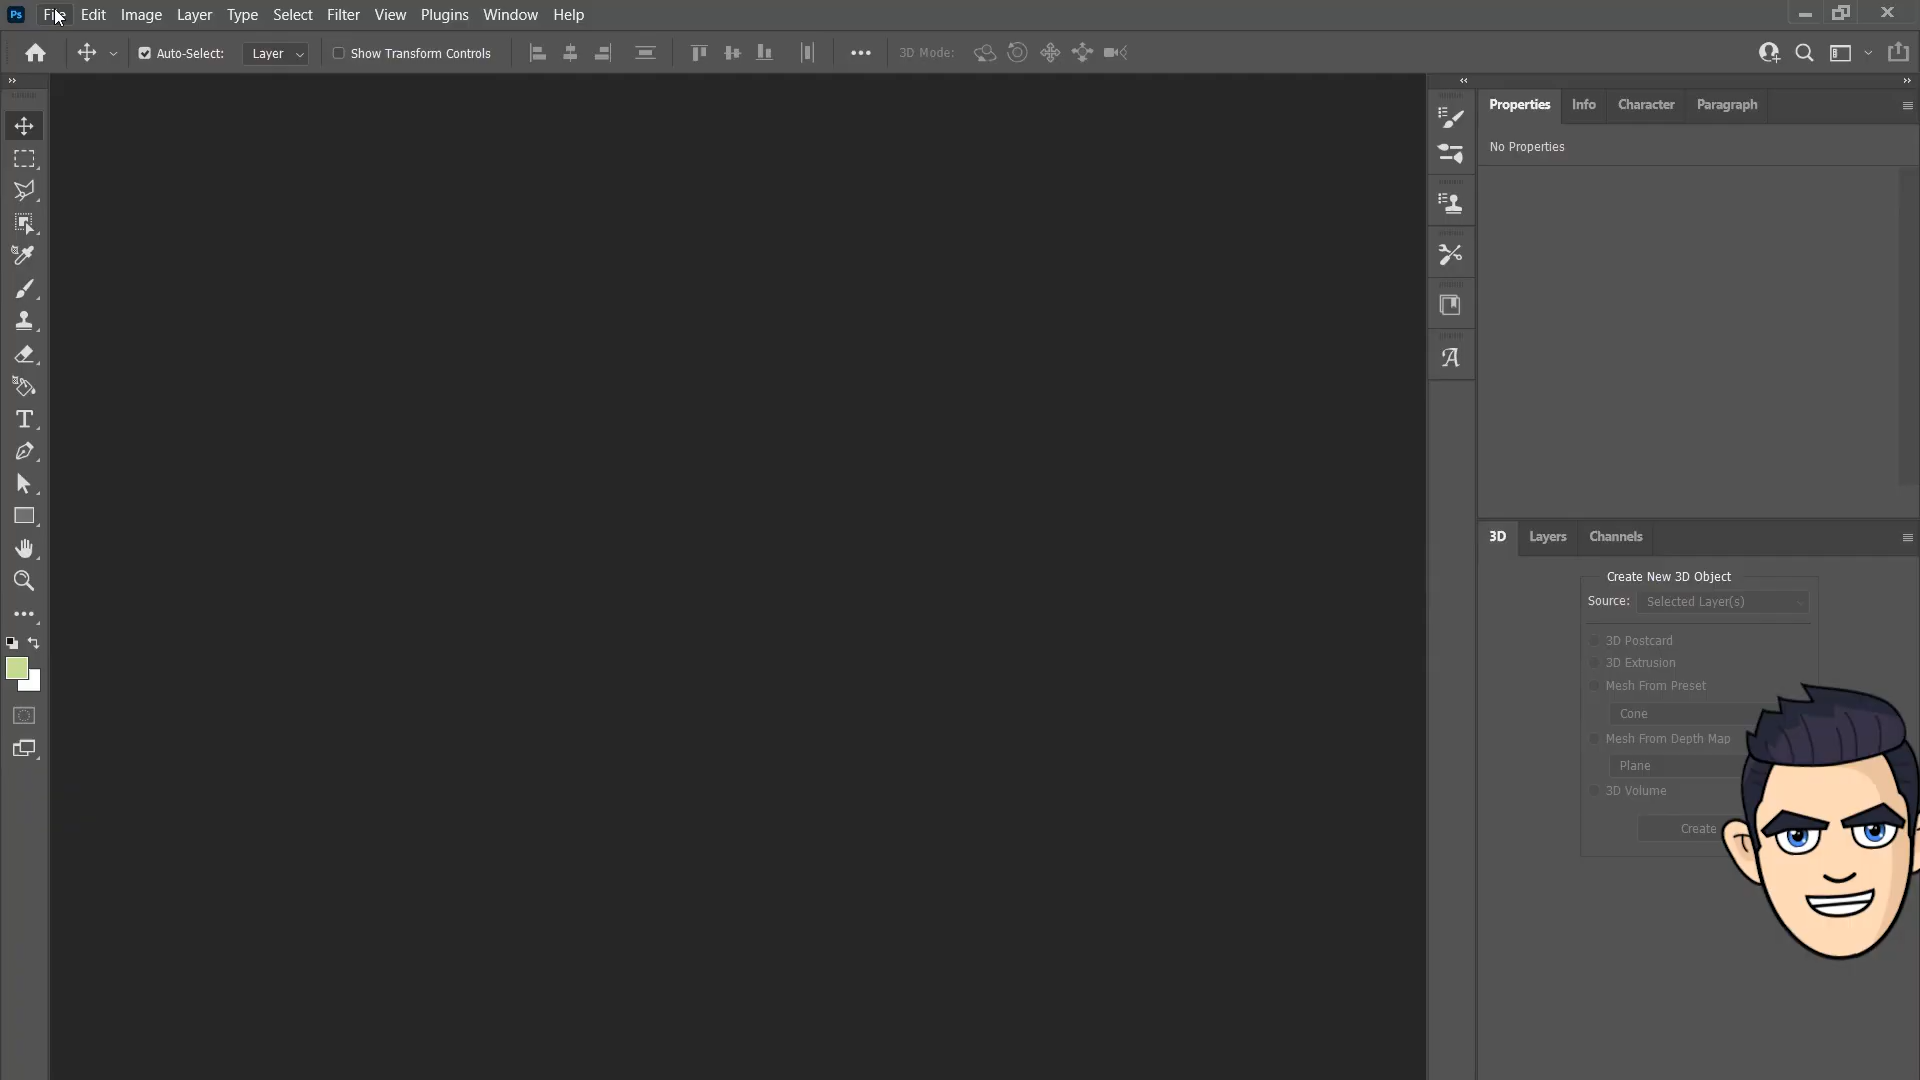 Ps File Edit Image Layer Type Select Filter View Plugins Window Help
Auto-Select: Layer Show Transform Controls 3D Mode:
Properties Info Character Paragraph
No Properties
3D Layers Channels
Create New 3D Object
Source: Selected Layer(s)
3D Postcard
3D Extrusion
Mesh From Preset
Cone
Mesh From Depth Map
Plane
3D Volume
Create